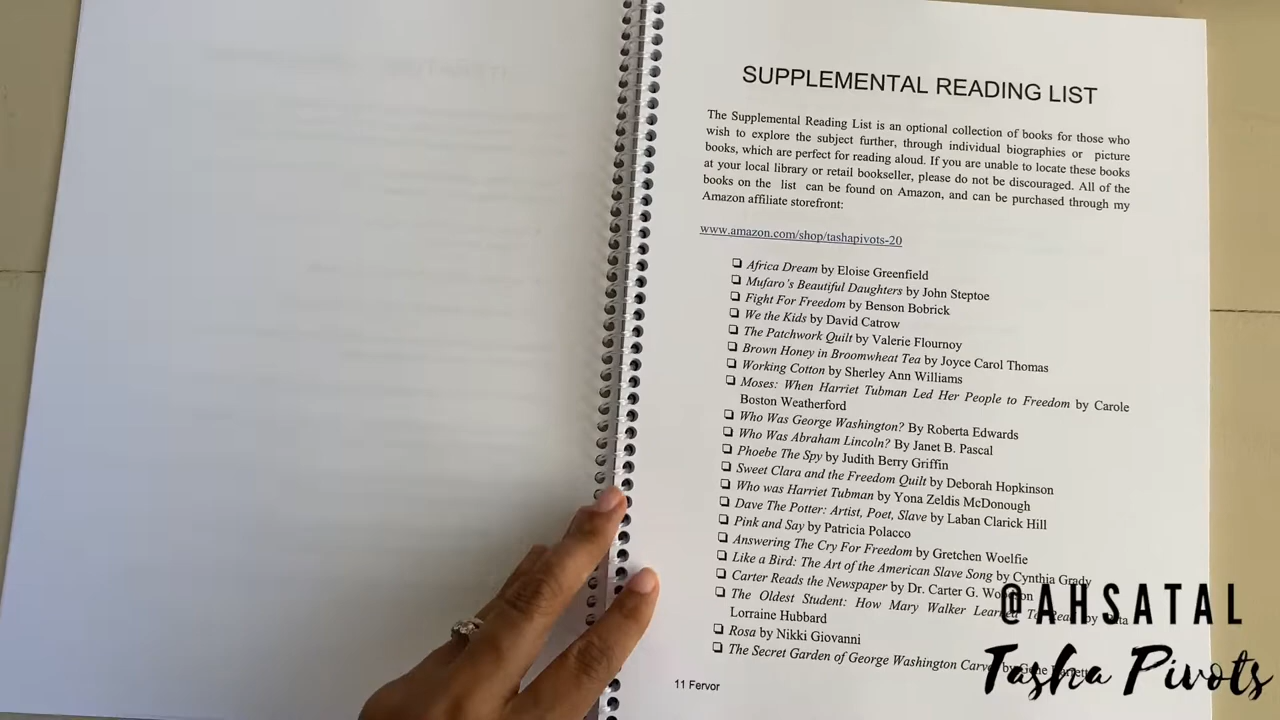 SUPPLEMENTAL READING LIST
The Supplemental Reading List is an optional collection of books for those who
wish to explore the subject further, through individual biographies or picture
books, which are perfect for reading aloud. If you are unable to locate these books
at your local library or retail bookseller, please do not be discouraged. All of the
books on the list can be found on Amazon, and can be purchased through my
Amazon affiliate storefront:
www.amazon.com/shop/tashapivots-20
❏ Africa Dream by Eloise Greenfield
❏ Mufaro's Beautiful Daughters by John Steptoe
❏ Fight For Freedom by Benson Bobrick
❏ We the Kids by David Catrow
❏ The Patchwork Quilt by Valerie Flournoy
❏ Brown Honey in Broomwheat Tea by Joyce Carol Thomas
❏ Working Cotton by Sherley Ann Williams
❏ Moses: When Harriet Tubman Led Her People to Freedom by Carole
Boston Weatherford
❏ Who Was George Washington? By Roberta Edwards
❏ Who Was Abraham Lincoln? By Janet B. Pascal
❏ Phoebe The Spy by Judith Berry Griffin
❏ Sweet Clara and the Freedom Quilt by Deborah Hopkinson
❏ Who was Harriet Tubman by Yona Zeldis McDonough
❏ Dave The Potter: Artist, Poet, Slave by Laban Clarick Hill
❏ Pink and Say by Patricia Polacco
❏ Answering The Cry For Freedom by Gretchen Woelfie
❏ Like a Bird: The Art of the American Slave Song by Cynthia Grady
❏ Carter Reads the Newspaper by Dr. Carter G.
❏ The Oldest Student: How Mary Walker Learned To Read by
Lorraine Hubbard
❏ Rosa by Nikki Giovanni
❏ The Secret Garden of George Washington Carver by Gene
11 Fervor
@AHSATAL
Tasha Pivots